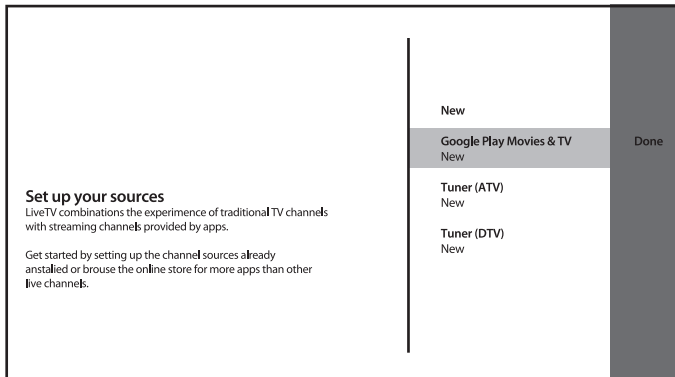 Set up your sources
LiveTV combinations the experimence of traditional TV channels
with streaming channels provided by apps.
Get started by setting up the channel sources already
anstalied or brouse the online store for more apps than other
live channels.
New
Google Play Movies & TV
New
Tuner (ATV)
New
Tuner (DTV)
New
Done